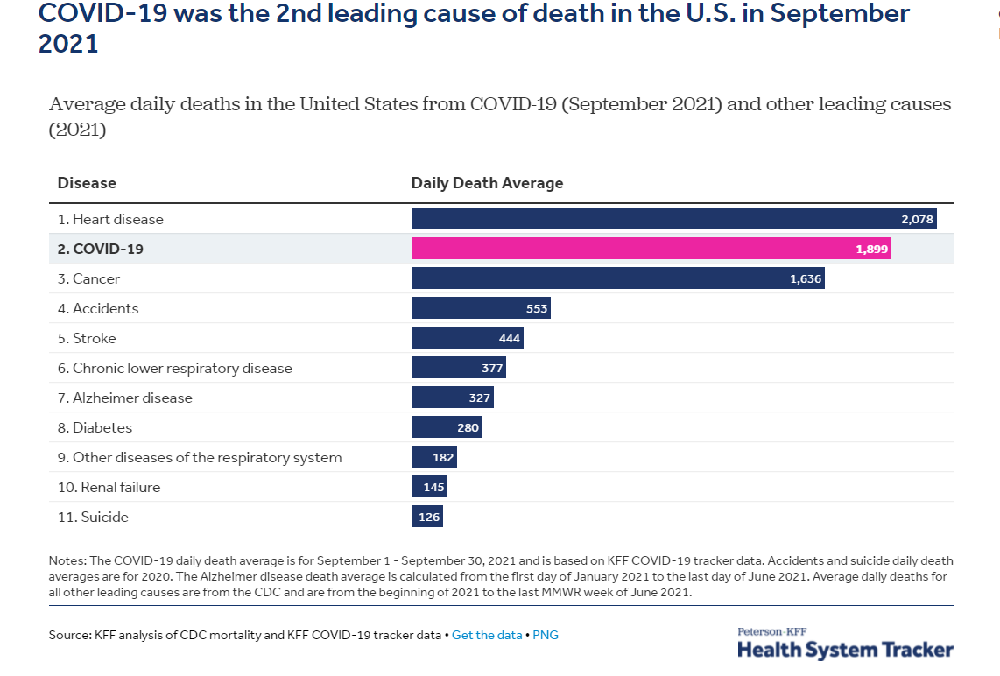 COVID-19 was the 2nd leading cause of death in the U.S. in September
2021
Average daily deaths in the United States from COVID-19 (September 2021) and other leading causes
(2021)
Disease Daily Death Average
1. Heart disease 2,078
2. COVID-19 1,899
3. Cancer 1,636
4. Accidents 553
5. Stroke 444
6. Chronic lower respiratory disease 377
7. Alzheimer disease 327
8. Diabetes 280
9. Other diseases of the respiratory system 182
10. Renal failure 145
11. Suicide 126
Notes: The COVID-19 daily death average is for September 1 - September 30, 2021 and is based on KFF COVID-19 tracker data. Accidents and suicide daily death
averages are for 2020. The Alzheimer disease death average is calculated from the first day of January 2021 to the last day of June 2021. Average daily deaths for
all other leading causes are from the CDC and are from the beginning of 2021 to the last MMWR week of June 2021.
Source: KFF analysis of CDC mortality and KFF COVID-19 tracker data • Get the data • PNG
Peterson-KFF
Health System Tracker